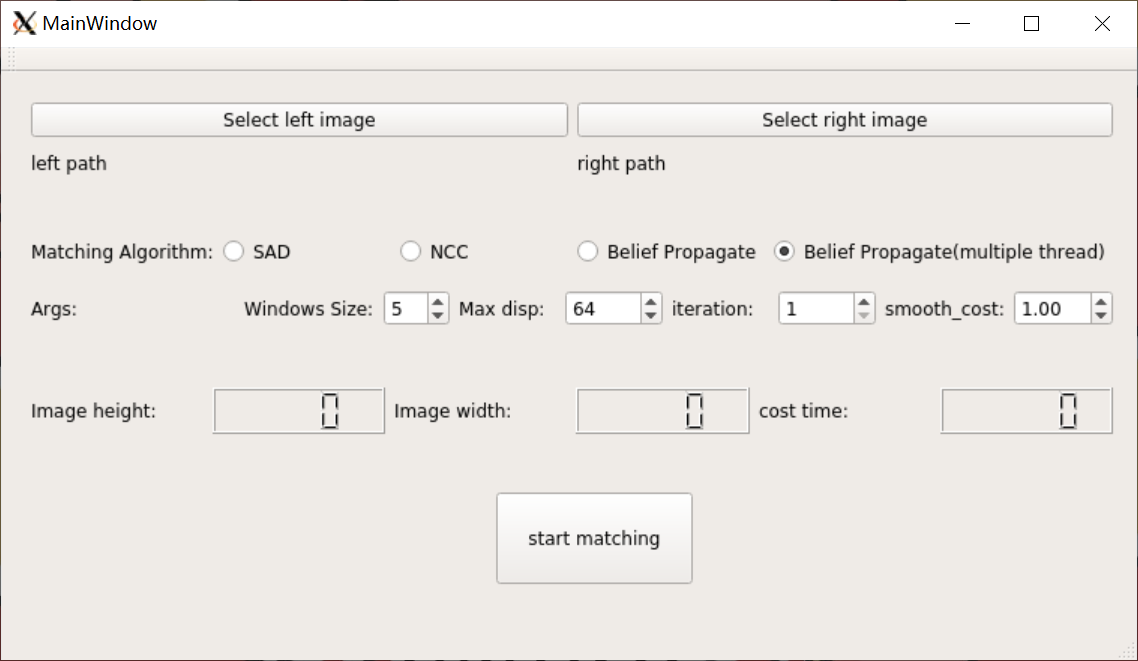 MainWindow
Select left image Select right image
left path right path
Matching Algorithm: SAD NCC Belief Propagate Belief Propagate(multiple thread)
Args: Windows Size: 5 Max disp: 64 iteration: 1 smooth_cost: 1.00
Image height: 0 Image width: 0 cost time: 0
start matching